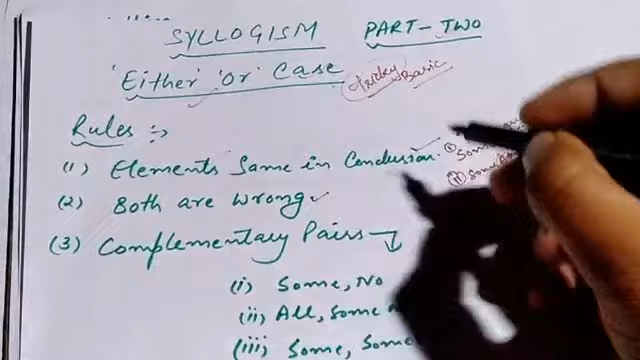 SYLLOGISM PART-TWO
'Either 'Or' Case
tricky Basic
Rules :-
(1) Elements Same in Conclusion.
(2) Both are Wrong
(3) Complementary Pairs
(i) Some, No
(ii) All, Some
(iii) Some, Some